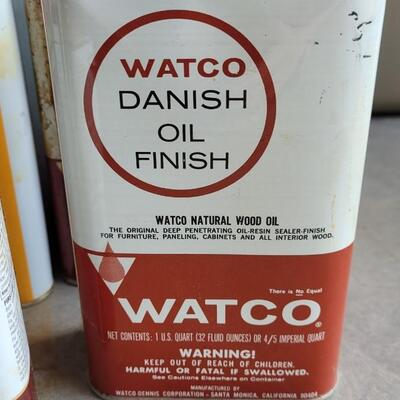 WATCO
DANISH
OIL
FINISH
WATCO NATURAL WOOD OIL
THE ORIGINAL DEEP PENETRATING OIL-RESIN SEALER-FINISH
FOR FURNITURE, PANELING, CABINETS AND ALL INTERIOR WOOD.
There is No Equal
WATCO®
NET CONTENTS: 1 U.S. QUART (32 FLUID OUNCES) OR 4/5 IMPERIAL QUART
WARNING!
KEEP OUT OF REACH OF CHILDREN.
HARMFUL OR FATAL IF SWALLOWED.
See Cautions Elsewhere on Container
MANUFACTURED BY
WATCO-DENNIS CORPORATION - SANTA MONICA, CALIFORNIA 90404